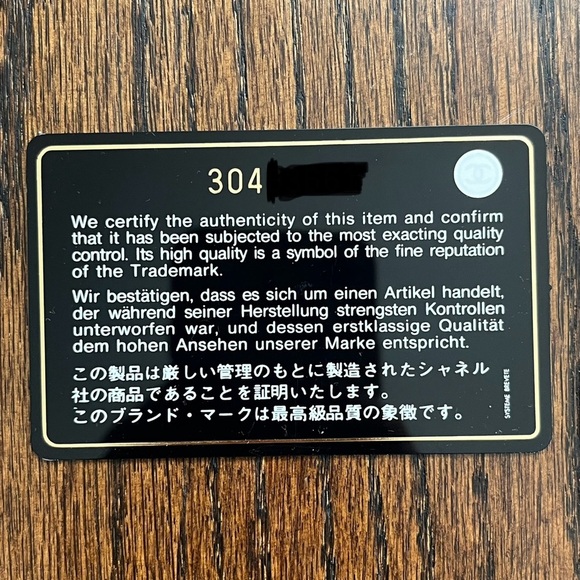 304
We certify the authenticity of this item and confirm
that it has been subjected to the most exacting quality
control. Its high quality is a symbol of the fine reputation
of the Trademark.
Wir bestätigen, dass es sich um einen Artikel handelt,
der während seiner Herstellung strengsten Kontrollen
unterworfen war, und dessen erstklassige Qualität
dem hohen Ansehen unserer Marke entspricht.
この製品は厳しい管理のもとに製造されたシャネル
社の商品であることを証明いたします。
このブランド・マークは最高級品質の象徴です。
SYSTEME BREVETE